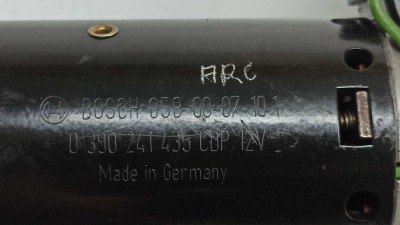 ARC
BOSCH 058-00-07 10.1
0 390 241 435 CDP 12V
Made in Germany